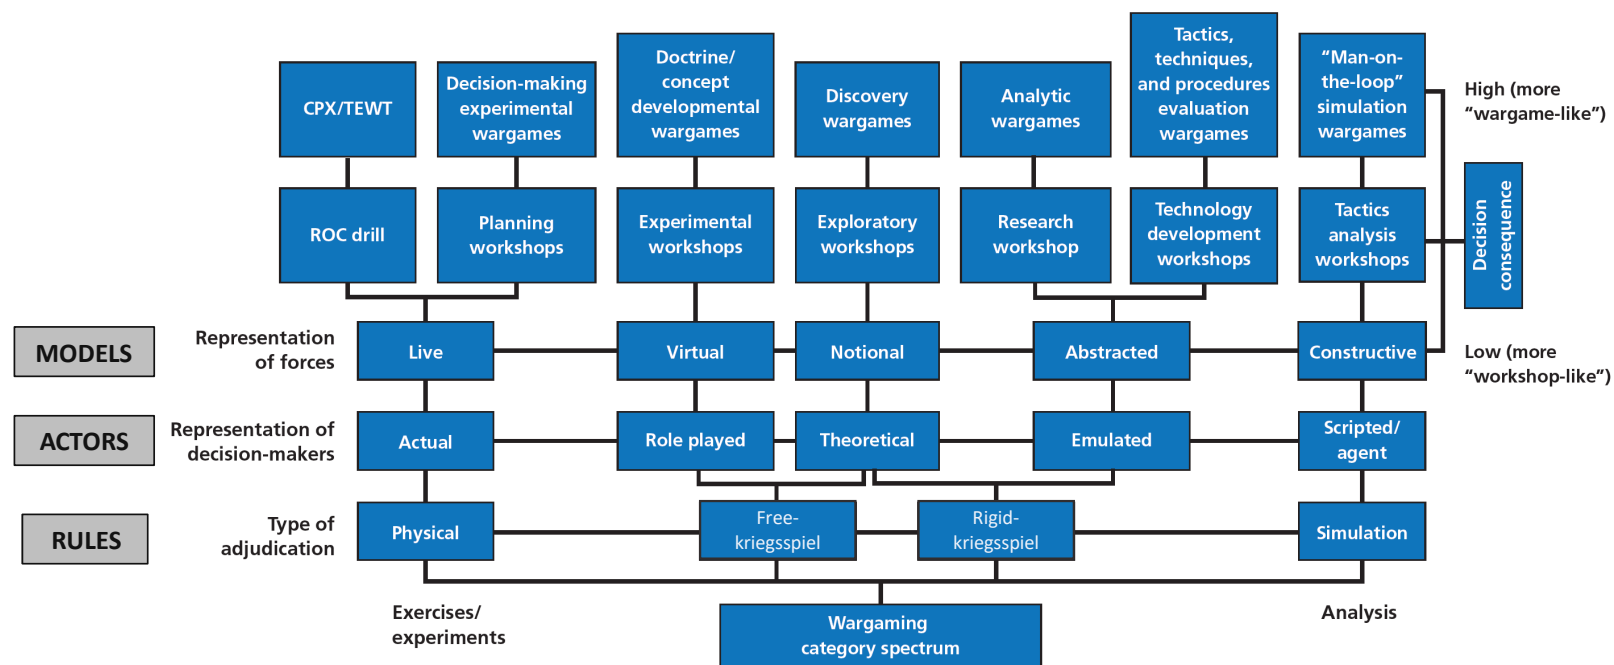 CPX/TEWT
Decision-making
experimental
wargames
Doctrine/
concept
developmental
wargames
Discovery
wargames
Analytic
wargames
Tactics,
techniques,
and procedures
evaluation
wargames
“Man-on-
the-loop”
simulation
wargames
High (more
“wargame-like”)
ROC drill
Planning
workshops
Experimental
workshops
Exploratory
workshops
Research
workshop
Technology
development
workshops
Tactics
analysis
workshops
Decision
consequence
MODELS
Representation
of forces
Live
Virtual
Notional
Abstracted
Constructive
Low (more
“workshop-like”)
ACTORS
Representation of
decision-makers
Actual
Role played
Theoretical
Emulated
Scripted/
agent
RULES
Type of
adjudication
Physical
Free-
kriegsspiel
Rigid-
kriegsspiel
Simulation
Exercises/
experiments
Wargaming
category spectrum
Analysis